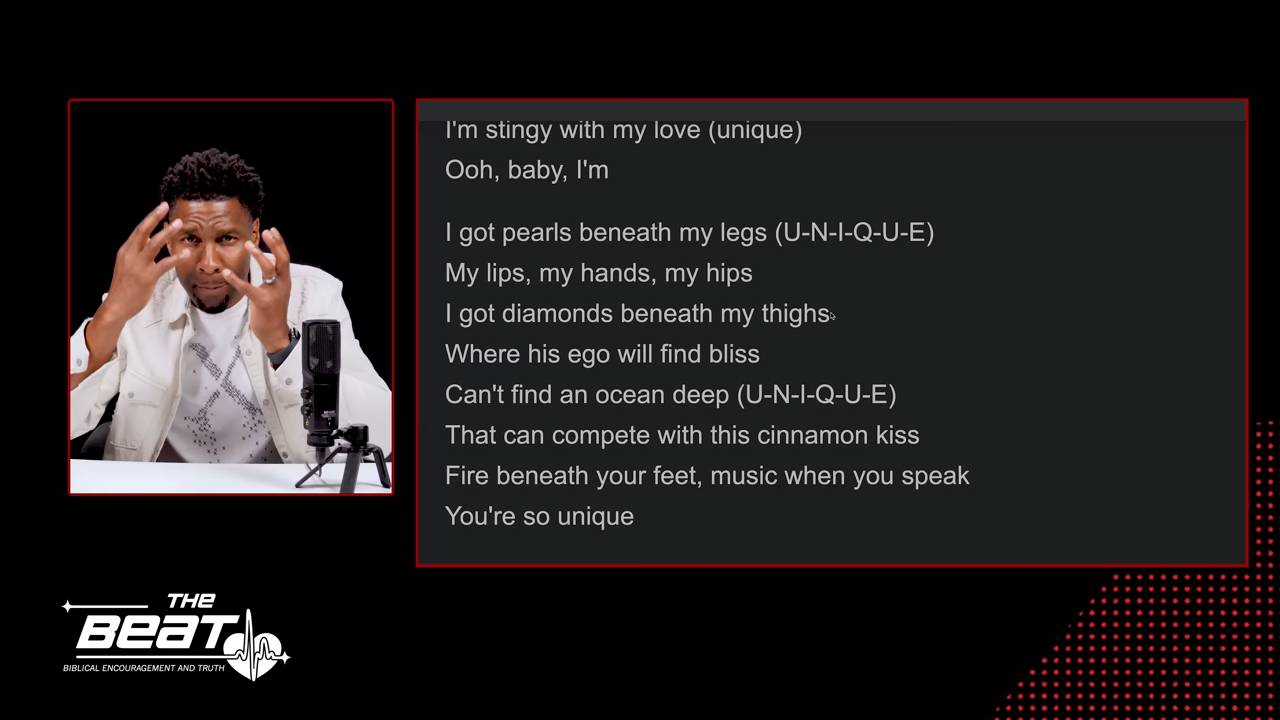 I'm stingy with my love (unique)
Ooh, baby, I'm
I got pearls beneath my legs (U-N-I-Q-U-E)
My lips, my hands, my hips
I got diamonds beneath my thighs
Where his ego will find bliss
Can't find an ocean deep (U-N-I-Q-U-E)
That can compete with this cinnamon kiss
Fire beneath your feet, music when you speak
You're so unique
THE
BEAT
BIBLICAL ENCOURAGEMENT AND TRUTH